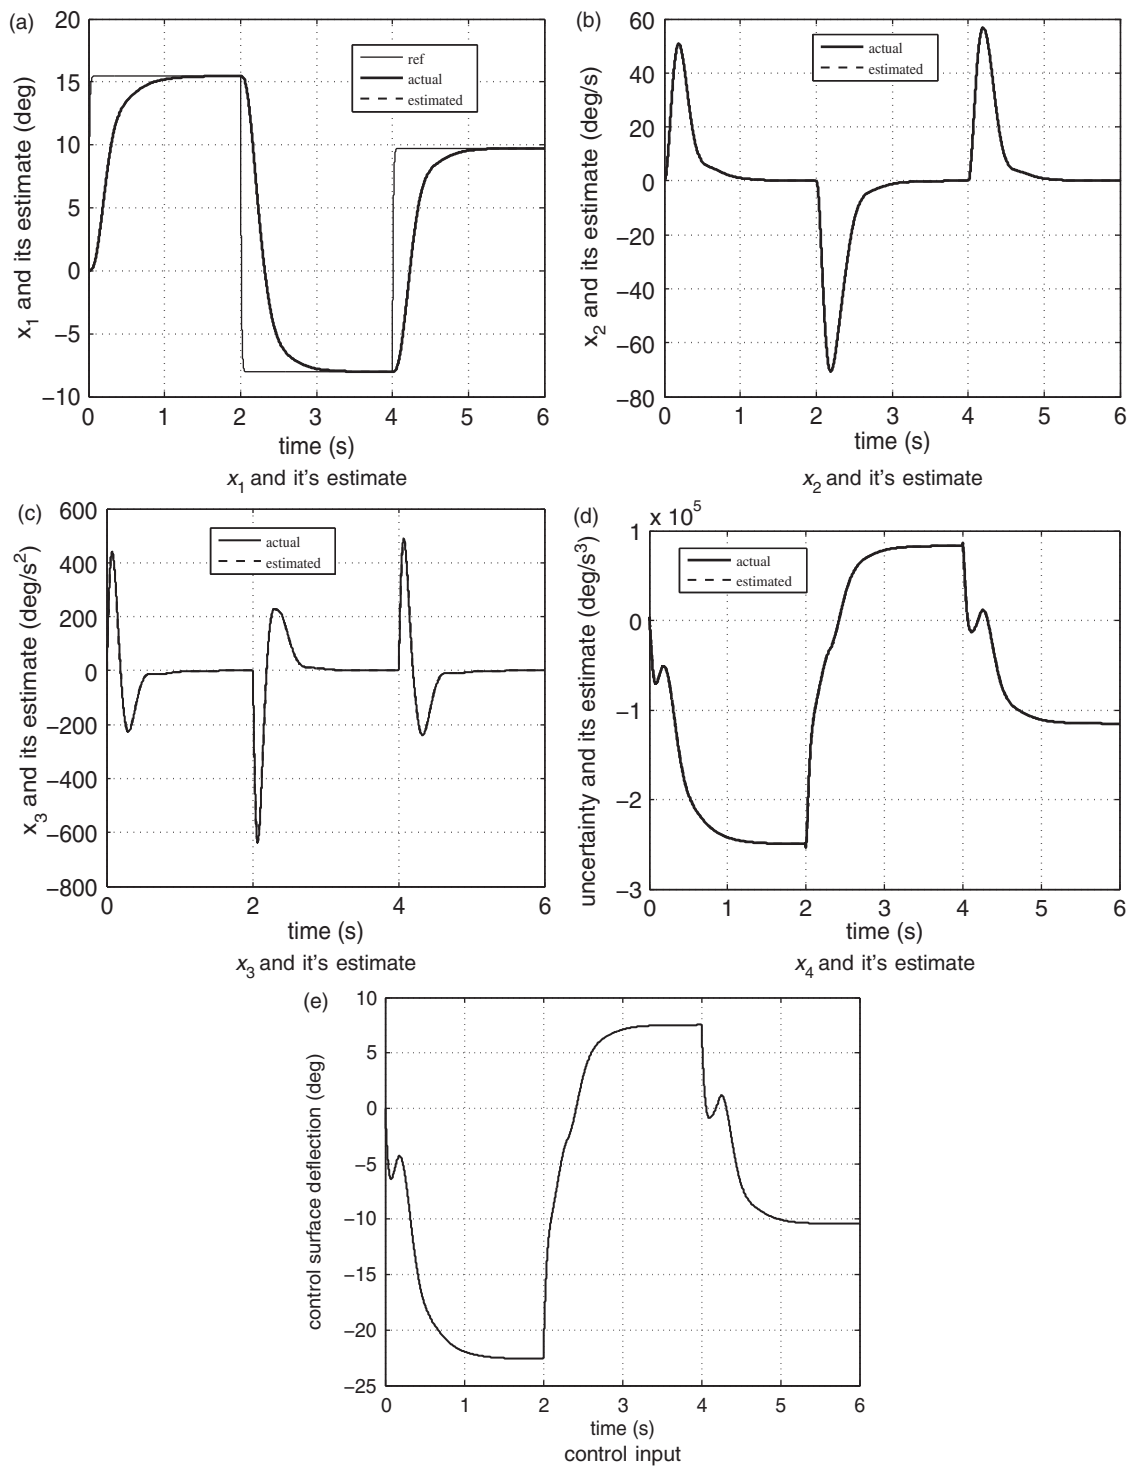 (a)
20
15
10
5
0
−5
−10
x1 and its estimate (deg)
ref
actual
estimated
0 1 2 3 4 5 6
time (s)
x1 and it's estimate
(b)
60
40
20
0
−20
−40
−60
−80
x2 and its estimate (deg/s)
actual
estimated
0 1 2 3 4 5 6
time (s)
x2 and it's estimate
(c)
600
400
200
0
−200
−400
−600
−800
x3 and its estimate (deg/s2)
actual
estimated
0 2 4 6
time (s)
x3 and it's estimate
(d)
x 10^5
1
0
−1
−2
−3
uncertainty and its estimate (deg/s3)
actual
estimated
0 1 2 3 4 5 6
time (s)
x4 and it's estimate
(e)
10
5
0
−5
−10
−15
−20
−25
control surface deflection (deg)
0 1 2 3 4 5 6
time (s)
control input